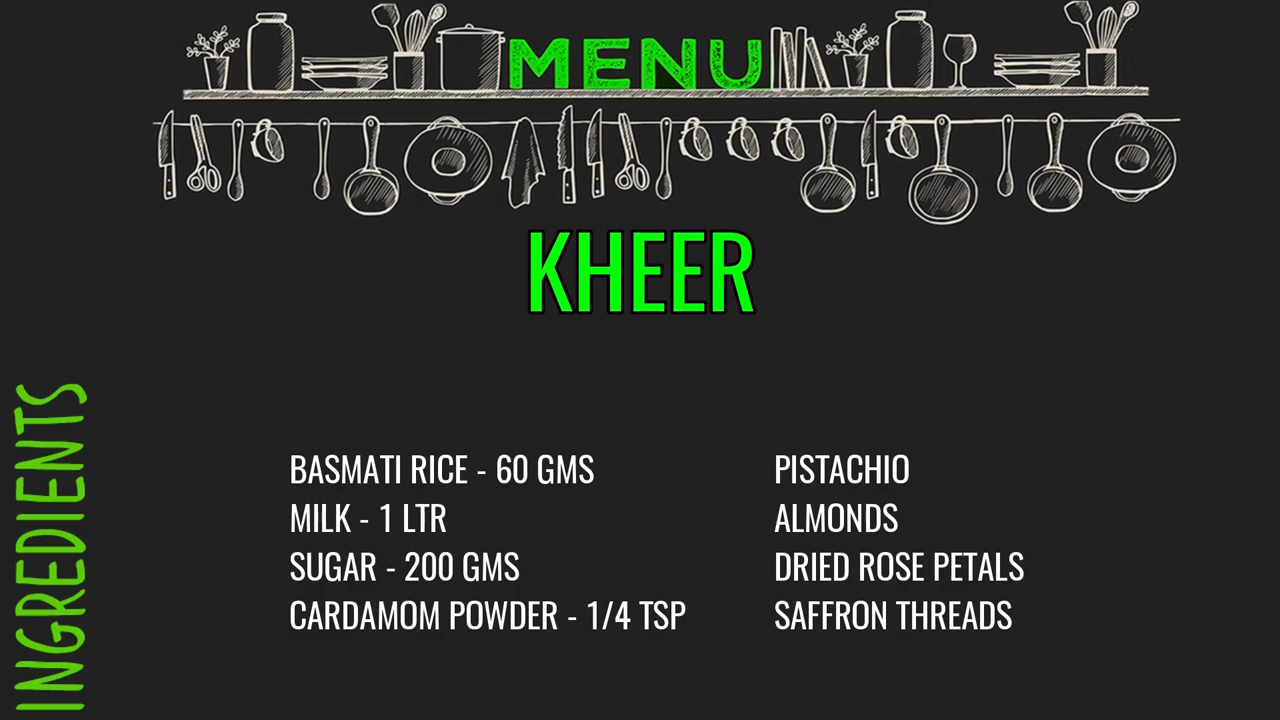 MENU
KHEER
INGREDIENTS
BASMATI RICE - 60 GMS
MILK - 1 LTR
SUGAR - 200 GMS
CARDAMOM POWDER - 1/4 TSP
PISTACHIO
ALMONDS
DRIED ROSE PETALS
SAFFRON THREADS